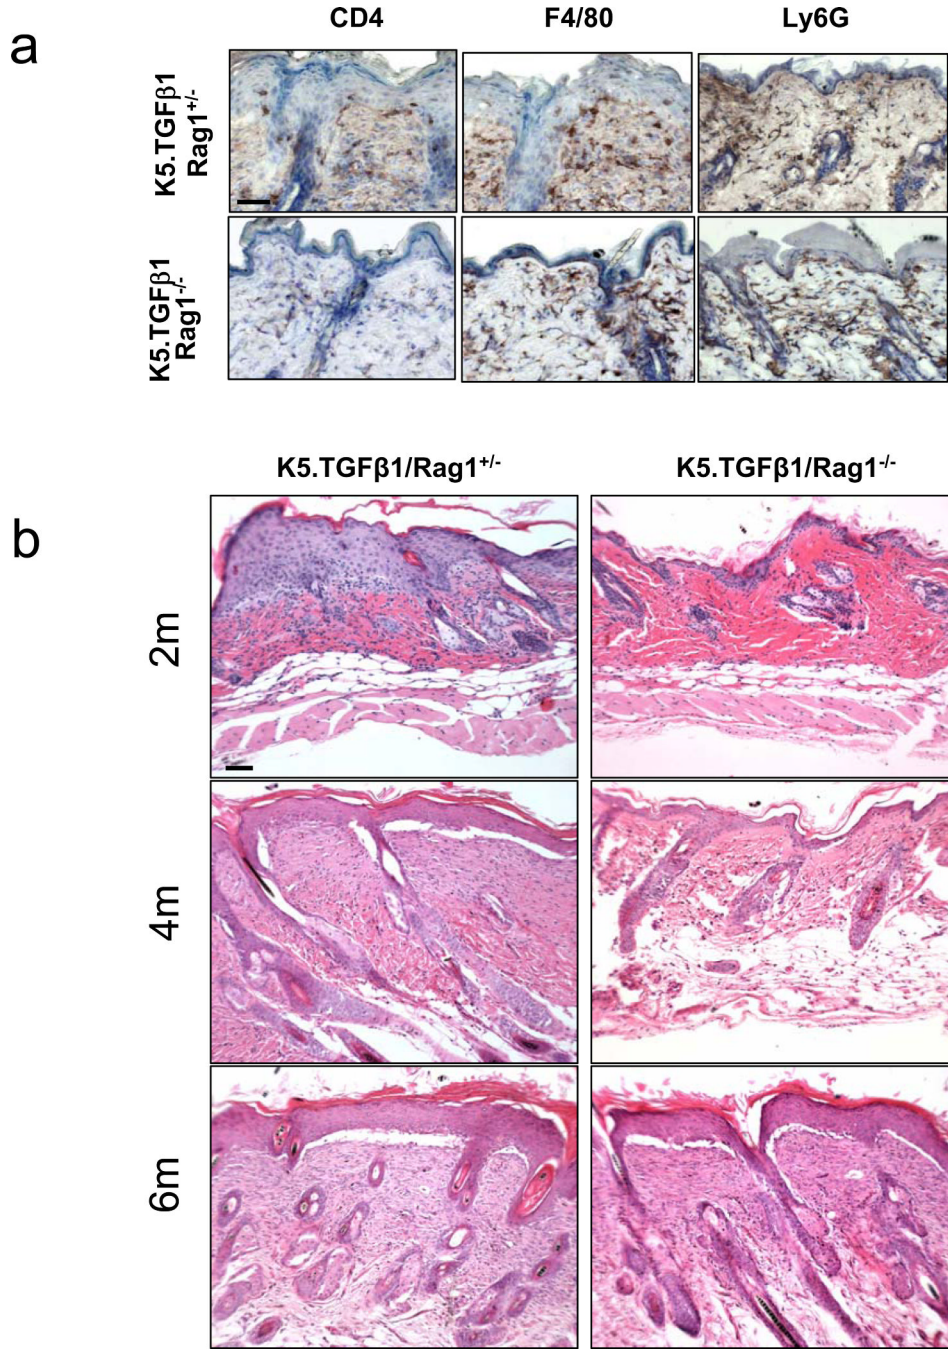 a
CD4 F4/80 Ly6G
K5.TGFβ1
Rag1+/-
K5.TGFβ1
Rag1-/-
b
K5.TGFβ1/Rag1+/- K5.TGFβ1/Rag1-/-
2m
4m
6m